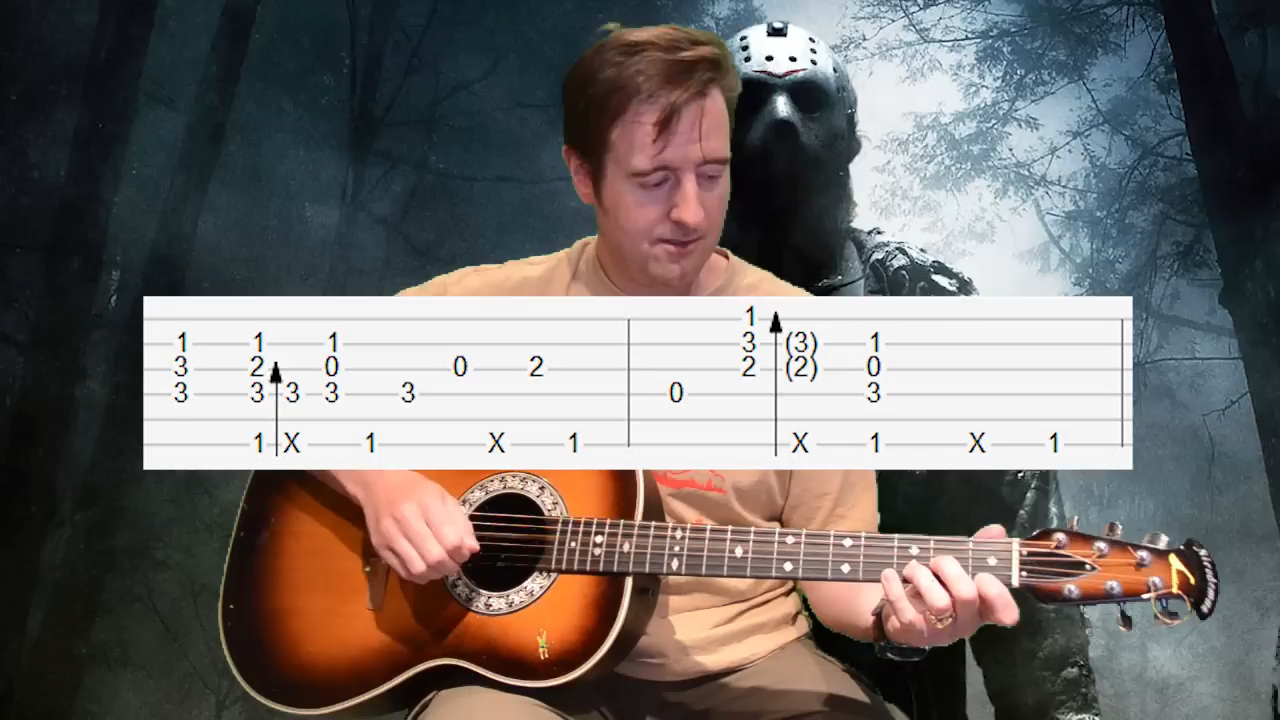 1
1 1 1 3 (3) 1
3 2 0 0 2 2 (2) 0
3 3 3 3 3 0 3
1 X 1 X 1 X 1 X 1